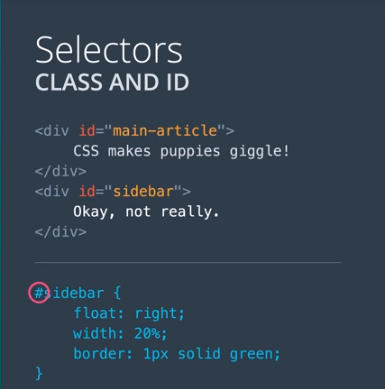 Selectors
CLASS AND ID
<div id="main-article">
CSS makes puppies giggle!
</div>
<div id="sidebar">
Okay, not really.
</div>
#sidebar {
float: right;
width: 20%;
border: 1px solid green;
}